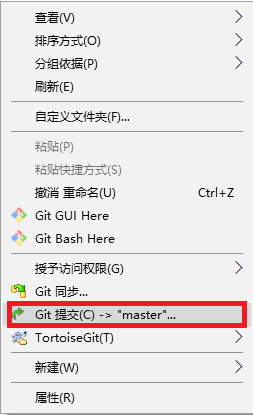 查看(V)
排序方式(O)
分组依据(P)
刷新(E)
自定义文件夹(F)...
粘贴(P)
粘贴快捷方式(S)
撤消 重命名(U) Ctrl+Z
Git GUI Here
Git Bash Here
授予访问权限(G)
Git 同步...
Git 提交(C) -> "master"...
TortoiseGit(T)
新建(W)
属性(R)